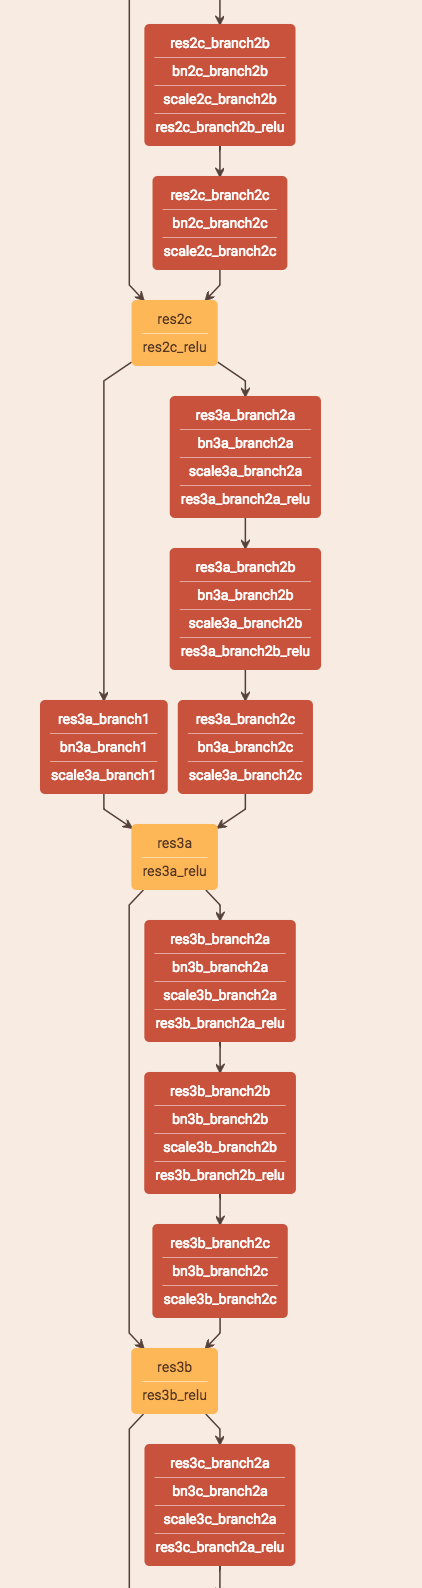 res2c_branch2b
bn2c_branch2b
scale2c_branch2b
res2c_branch2b_relu
res2c_branch2c
bn2c_branch2c
scale2c_branch2c
res2c
res2c_relu
res3a_branch2a
bn3a_branch2a
scale3a_branch2a
res3a_branch2a_relu
res3a_branch2b
bn3a_branch2b
scale3a_branch2b
res3a_branch2b_relu
res3a_branch1
bn3a_branch1
scale3a_branch1
res3a_branch2c
bn3a_branch2c
scale3a_branch2c
res3a
res3a_relu
res3b_branch2a
bn3b_branch2a
scale3b_branch2a
res3b_branch2a_relu
res3b_branch2b
bn3b_branch2b
scale3b_branch2b
res3b_branch2b_relu
res3b_branch2c
bn3b_branch2c
scale3b_branch2c
res3b
res3b_relu
res3c_branch2a
bn3c_branch2a
scale3c_branch2a
res3c_branch2a_relu